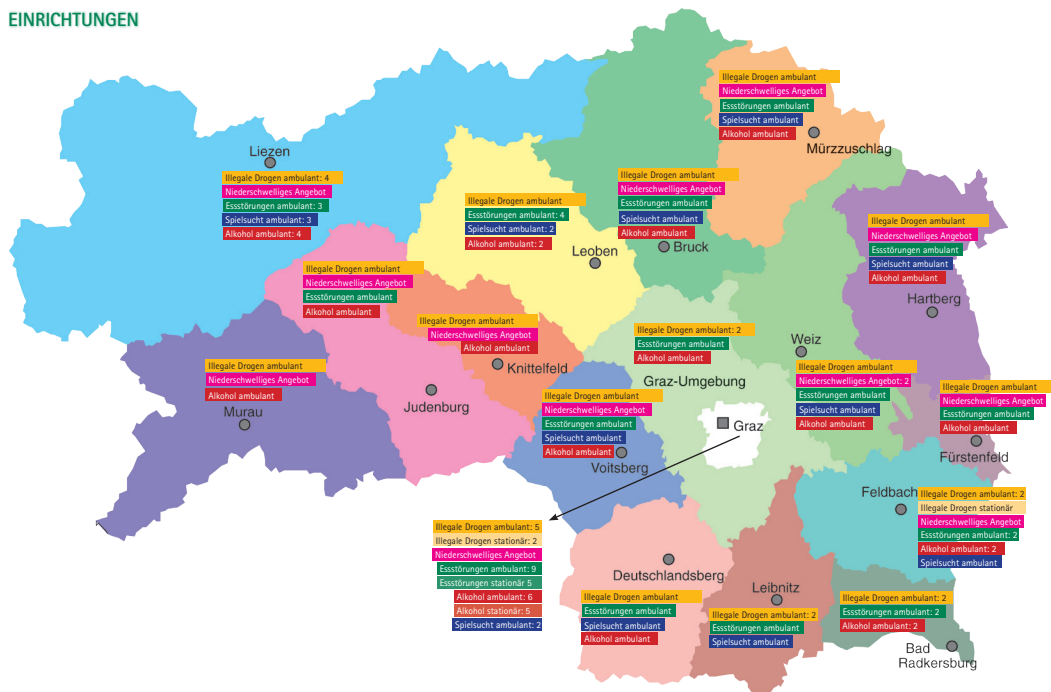 EINRICHTUNGEN
Illegale Drogen ambulant
Niederschwelliges Angebot
Essstörungen ambulant
Spielsucht ambulant
Alkohol ambulant
Mürzzuschlag
Liezen
Illegale Drogen ambulant: 4
Niederschwelliges Angebot
Essstörungen ambulant: 3
Spielsucht ambulant: 3
Alkohol ambulant: 4
Illegale Drogen ambulant
Essstörungen ambulant: 4
Spielsucht ambulant: 2
Alkohol ambulant: 2
Leoben
Illegale Drogen ambulant
Niederschwelliges Angebot
Essstörungen ambulant
Spielsucht ambulant
Alkohol ambulant
Bruck
Illegale Drogen ambulant
Niederschwelliges Angebot
Essstörungen ambulant
Spielsucht ambulant
Alkohol ambulant
Hartberg
Illegale Drogen ambulant
Niederschwelliges Angebot
Essstörungen ambulant
Alkohol ambulant
Judenburg
Illegale Drogen ambulant
Niederschwelliges Angebot
Alkohol ambulant
Knittelfeld
Illegale Drogen ambulant: 2
Essstörungen ambulant
Alkohol ambulant
Graz-Umgebung
Graz
Weiz
Illegale Drogen ambulant
Niederschwelliges Angebot: 2
Essstörungen ambulant
Spielsucht ambulant
Alkohol ambulant
Illegale Drogen ambulant
Niederschwelliges Angebot
Alkohol ambulant
Murau
Illegale Drogen ambulant
Niederschwelliges Angebot
Essstörungen ambulant
Spielsucht ambulant
Alkohol ambulant
Voitsberg
Illegale Drogen ambulant
Niederschwelliges Angebot
Essstörungen ambulant
Alkohol ambulant
Fürstenfeld
Feldbach
Illegale Drogen ambulant: 2
Illegale Drogen stationär
Niederschwelliges Angebot
Essstörungen ambulant: 2
Alkohol ambulant: 2
Spielsucht ambulant
Illegale Drogen ambulant: 5
Illegale Drogen stationär: 2
Niederschwelliges Angebot
Essstörungen ambulant: 9
Essstörungen stationär 5
Alkohol ambulant: 6
Alkohol stationär: 5
Spielsucht ambulant: 2
Deutschlandsberg
Illegale Drogen ambulant
Essstörungen ambulant
Spielsucht ambulant
Alkohol ambulant
Leibnitz
Illegale Drogen ambulant: 2
Essstörungen ambulant
Spielsucht ambulant
Illegale Drogen ambulant: 2
Essstörungen ambulant: 2
Alkohol ambulant: 2
Bad
Radkersburg